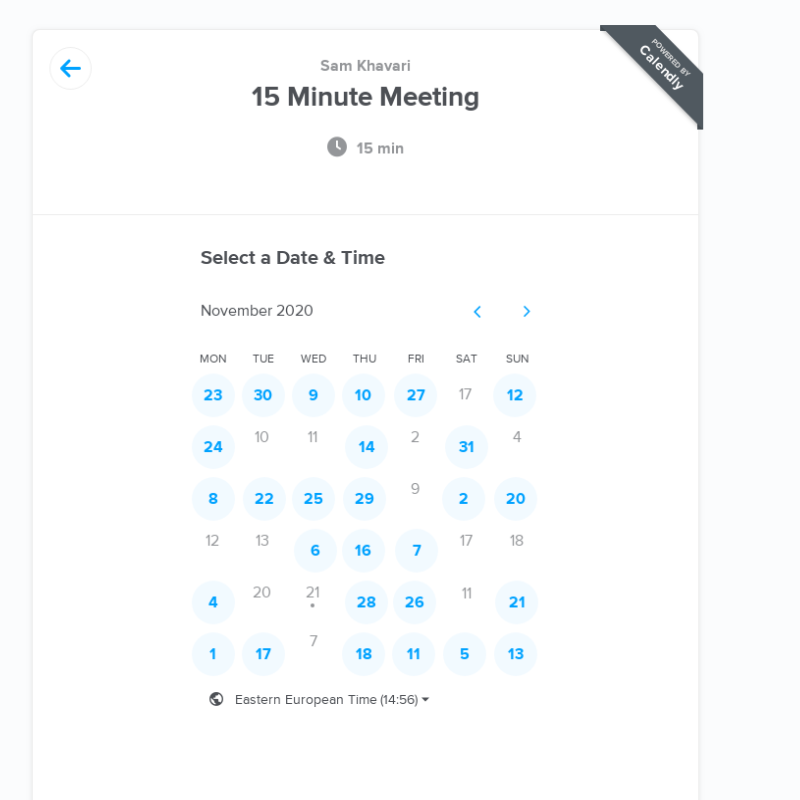 POWERED BY
Calendly
Sam Khavari
15 Minute Meeting
15 min
Select a Date & Time
November 2020
MON TUE WED THU FRI SAT SUN
23 30 9 10 27 17 12
24 10 11 14 2 31 4
8 22 25 29 9 2 20
12 13 6 16 7 17 18
4 20 21 28 26 11 21
1 17 7 18 11 5 13
Eastern European Time (14:56)